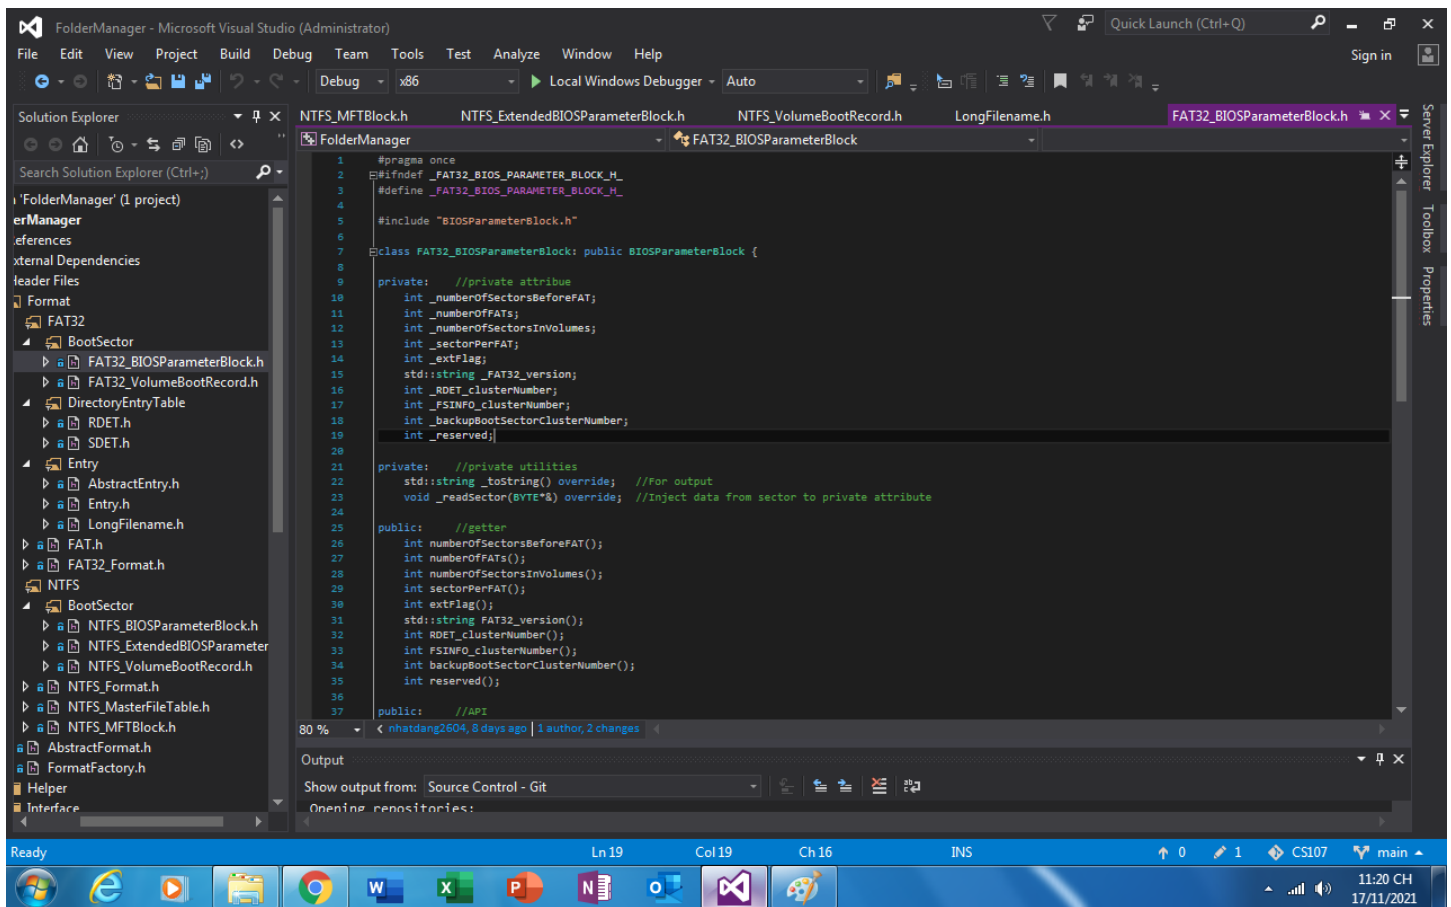 FolderManager - Microsoft Visual Studio (Administrator)
Quick Launch (Ctrl+Q)
File Edit View Project Build Debug Team Tools Test Analyze Window Help
Sign in
Debug x86 Local Windows Debugger Auto
Solution Explorer
Search Solution Explorer (Ctrl+;)
'FolderManager' (1 project)
erManager
eferences
xternal Dependencies
Header Files
Format
FAT32
BootSector
FAT32_BIOSParameterBlock.h
FAT32_VolumeBootRecord.h
DirectoryEntryTable
RDET.h
SDET.h
Entry
AbstractEntry.h
Entry.h
LongFilename.h
FAT.h
FAT32_Format.h
NTFS
BootSector
NTFS_BIOSParameterBlock.h
NTFS_ExtendedBIOSParameter
NTFS_VolumeBootRecord.h
NTFS_Format.h
NTFS_MasterFileTable.h
NTFS_MFTBlock.h
AbstractFormat.h
FormatFactory.h
Helper
Interface
NTFS_MFTBlock.h NTFS_ExtendedBIOSParameterBlock.h NTFS_VolumeBootRecord.h LongFilename.h FAT32_BIOSParameterBlock.h
FolderManager FAT32_BIOSParameterBlock
1 #pragma once
2 #ifndef _FAT32_BIOS_PARAMETER_BLOCK_H_
3 #define _FAT32_BIOS_PARAMETER_BLOCK_H_
4
5 #include "BIOSParameterBlock.h"
6
7 class FAT32_BIOSParameterBlock: public BIOSParameterBlock {
8
9 private: //private attribue
10 int _numberOfSectorsBeforeFAT;
11 int _numberOfFATs;
12 int _numberOfSectorsInVolumes;
13 int _sectorPerFAT;
14 int _extFlag;
15 std::string _FAT32_version;
16 int _RDET_clusterNumber;
17 int _FSINFO_clusterNumber;
18 int _backupBootSectorClusterNumber;
19 int _reserved;
20
21 private: //private utilities
22 std::string _toString() override; //For output
23 void _readSector(BYTE*&) override; //Inject data from sector to private attribute
24
25 public: //getter
26 int numberOfSectorsBeforeFAT();
27 int numberOfFATs();
28 int numberOfSectorsInVolumes();
29 int sectorPerFAT();
30 int extFlag();
31 std::string FAT32_version();
32 int RDET_clusterNumber();
33 int FSINFO_clusterNumber();
34 int backupBootSectorClusterNumber();
35 int reserved();
36
37 public: //API
80 % nhatdang2604, 8 days ago | 1 author, 2 changes
Output
Show output from: Source Control - Git
Opening repositories:
Server Explorer
Toolbox
Properties
Ready Ln 19 Col 19 Ch 16 INS 0 1 CS107 main
11:20 CH
17/11/2021